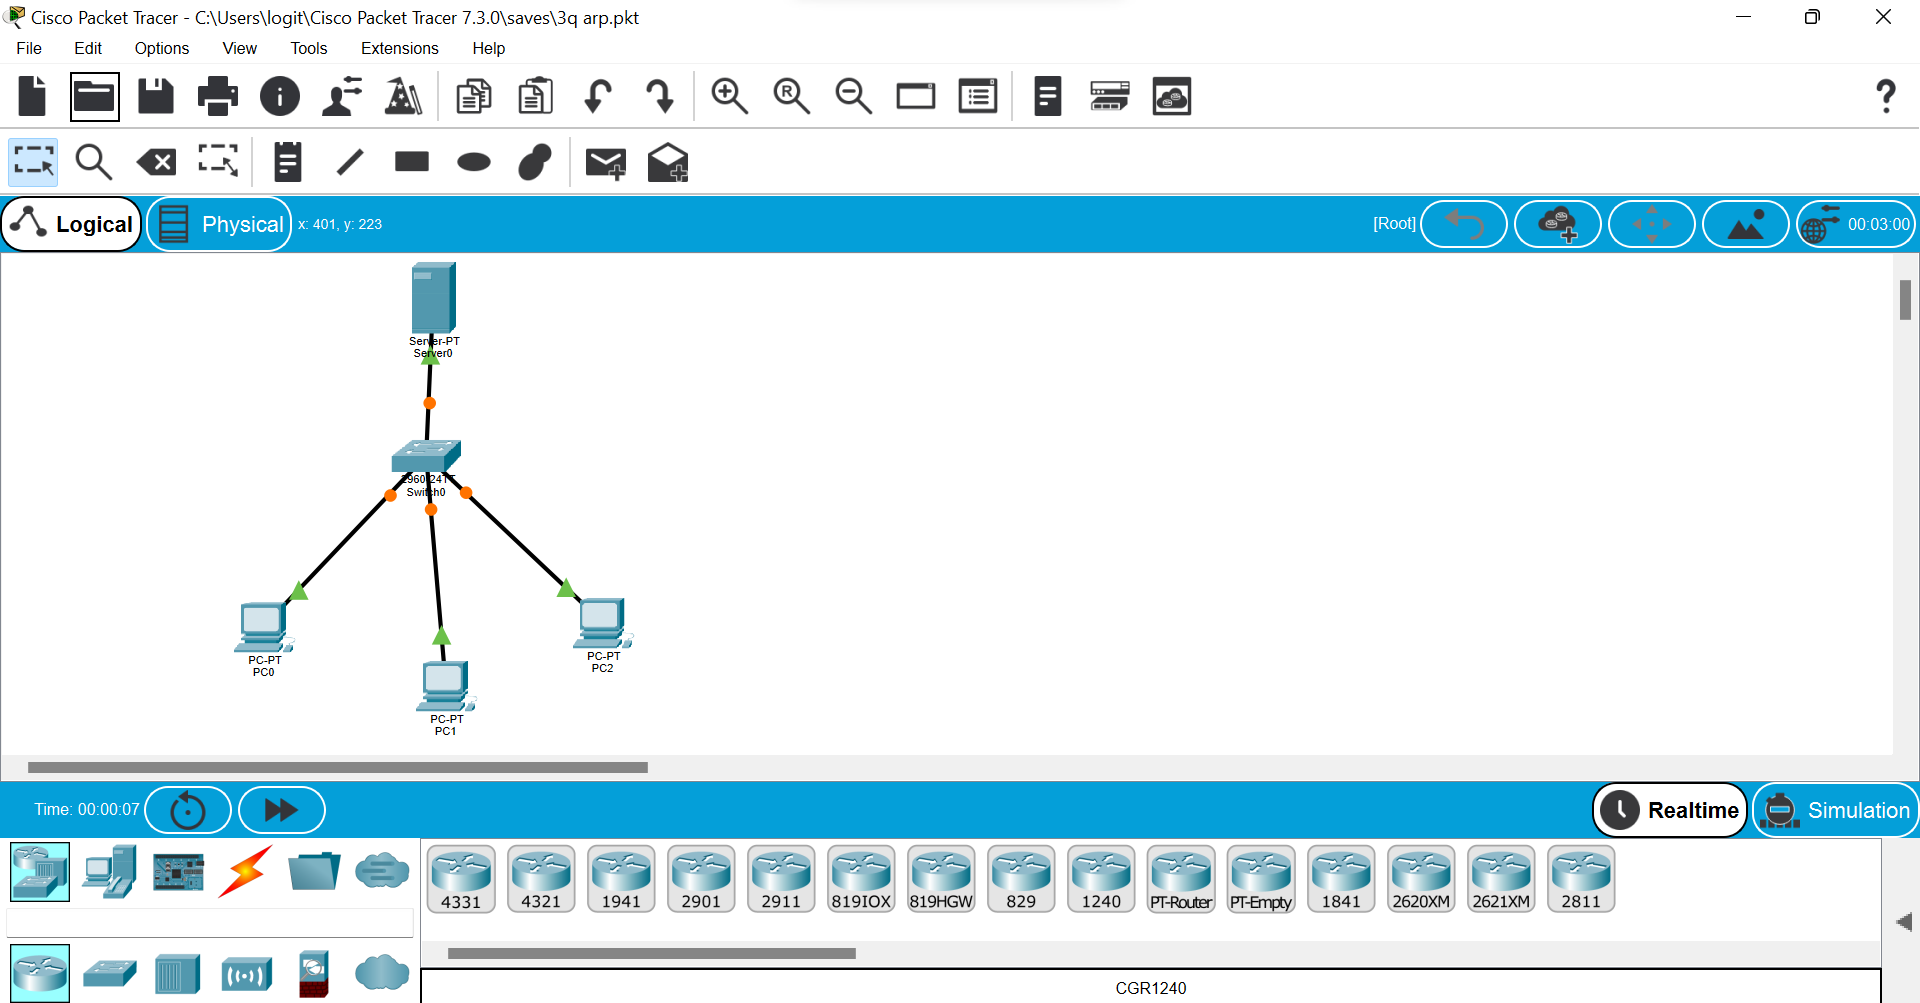 Cisco Packet Tracer - C:\Users\logit\Cisco Packet Tracer 7.3.0\saves\3q arp.pkt
File Edit Options View Tools Extensions Help
Logical Physical x: 401, y: 223 [Root] 00:03:00
Server-PT
Server0
2960-24TT
Switch0
PC-PT
PC0
PC-PT
PC2
PC-PT
PC1
Time: 00:00:07 Realtime Simulation
4331 4321 1941 2901 2911 819IOX 819HGW 829 1240 PT-Router PT-Empty 1841 2620XM 2621XM 2811
CGR1240